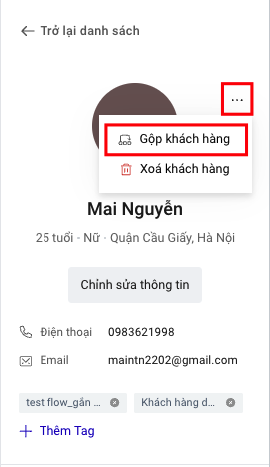 Trở lại danh sách
...
Gộp khách hàng
Xoá khách hàng
Mai Nguyễn
25 tuổi - Nữ - Quận Cầu Giấy, Hà Nội
Chỉnh sửa thông tin
Điện thoại 0983621998
Email maintn2202@gmail.com
test flow_gắn ... Khách hàng d...
Thêm Tag